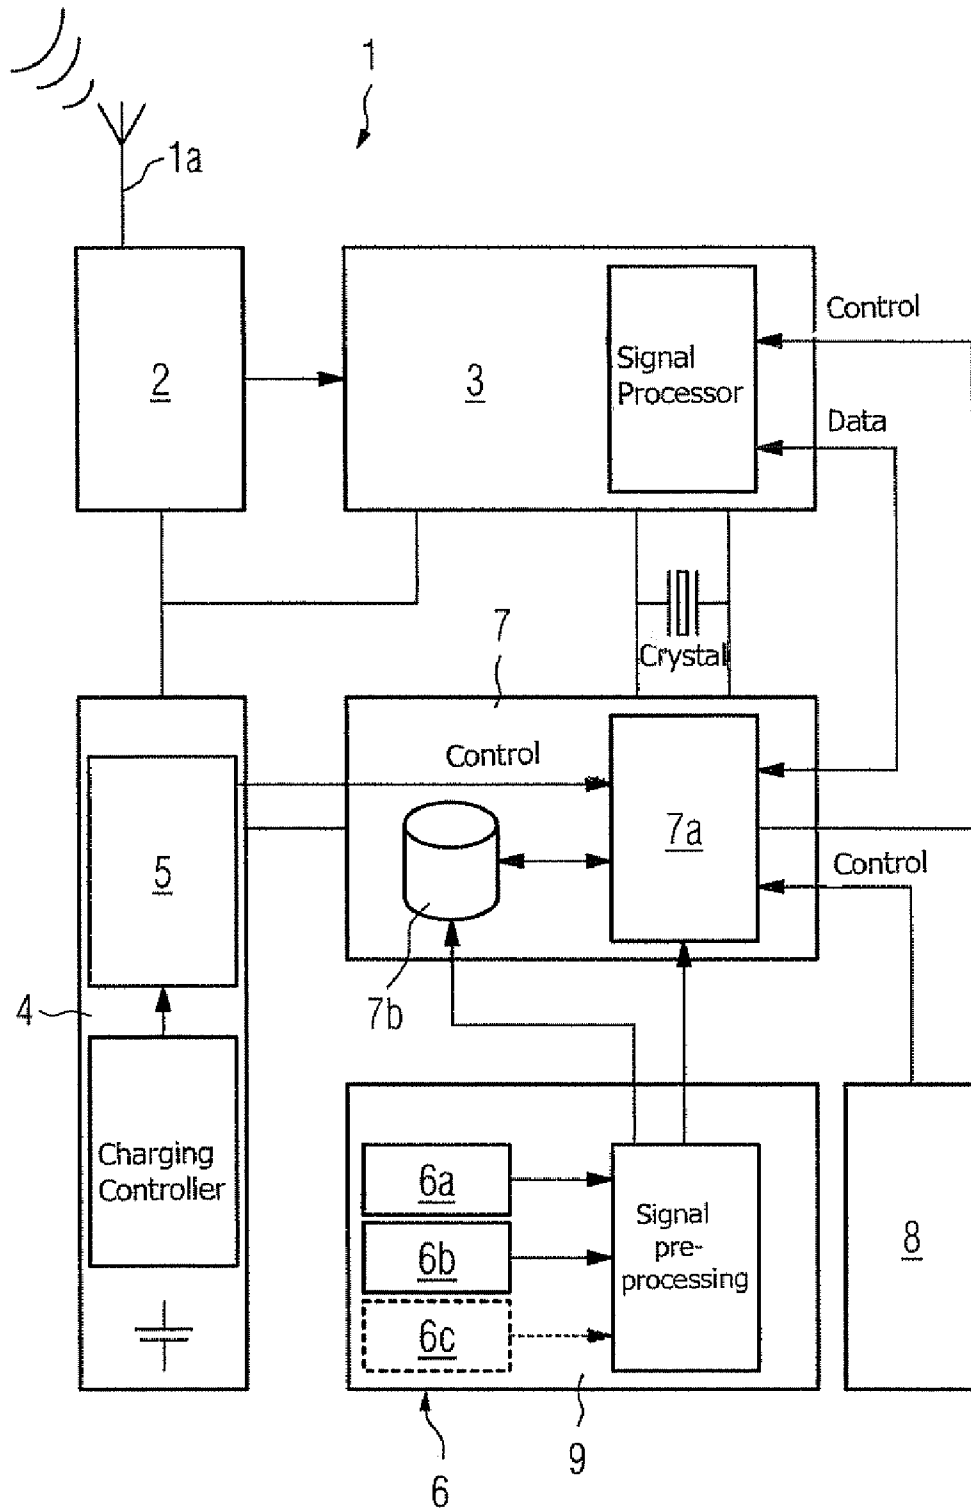 1
1a
2
3
Signal
Processor
Control
Data
7
Crystal
Control
5
7a
Control
4
7b
Charging
Controller
6a
6b
6c
Signal
pre-
processing
8
6
9